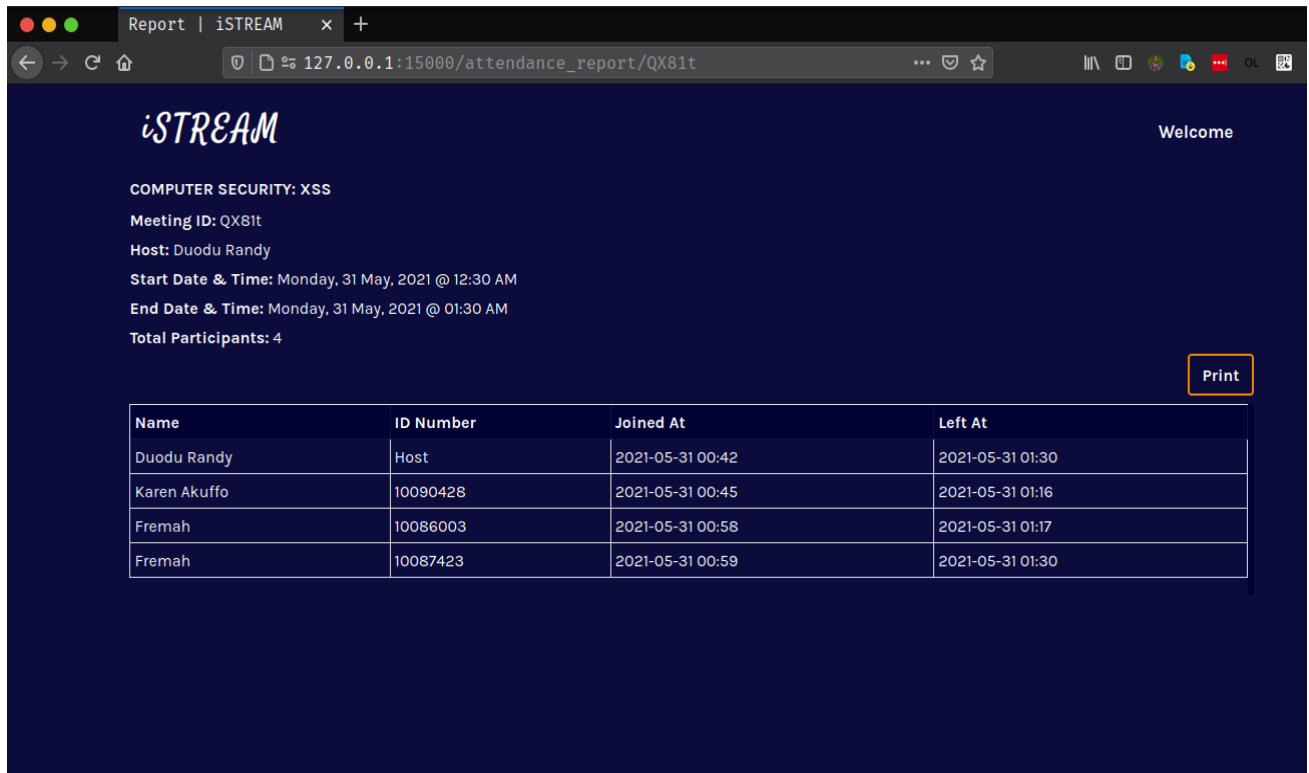 Report | iSTREAM × +
127.0.0.1:15000/attendance_report/QX81t ··· OL
iSTREAM Welcome
COMPUTER SECURITY: XSS
Meeting ID: QX81t
Host: Duodu Randy
Start Date & Time: Monday, 31 May, 2021 @ 12:30 AM
End Date & Time: Monday, 31 May, 2021 @ 01:30 AM
Total Participants: 4
Print
Name ID Number Joined At Left At
Duodu Randy Host 2021-05-31 00:42 2021-05-31 01:30
Karen Akuffo 10090428 2021-05-31 00:45 2021-05-31 01:16
Fremah 10086003 2021-05-31 00:58 2021-05-31 01:17
Fremah 10087423 2021-05-31 00:59 2021-05-31 01:30